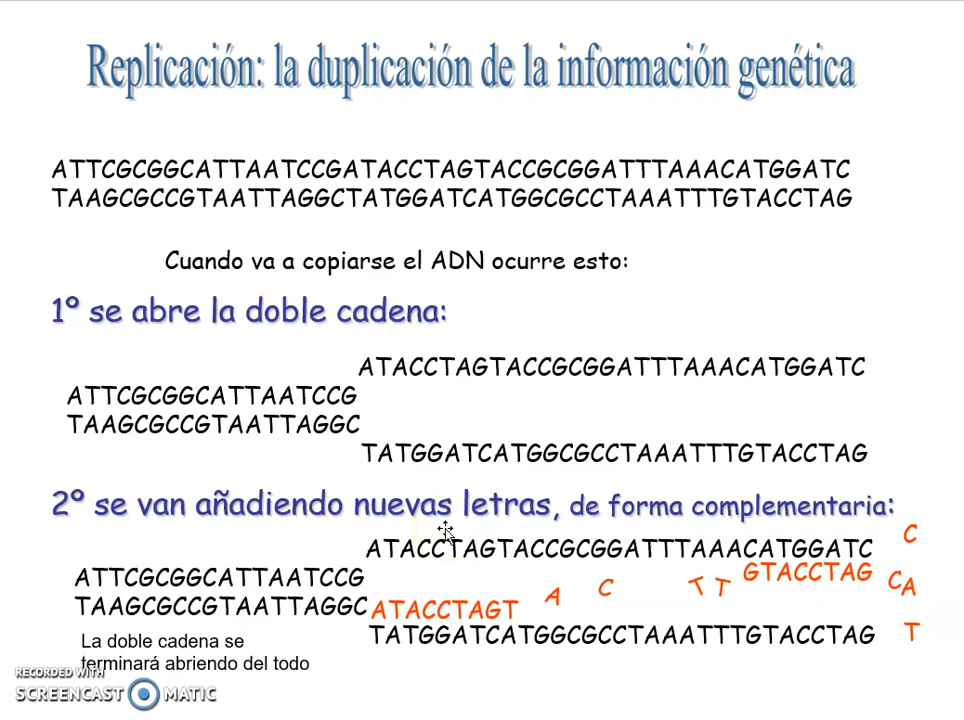 Replicación: la duplicación de la información genética
ATTCGCGGCATTAATCCGATACCTAGTACCGCGGATTTAAACATGGATC
TAAGCGCCGTAATTAGGCTATGGATCATGGCGCCTAAATTTGTACCTAG
Cuando va a copiarse el ADN ocurre esto:
1º se abre la doble cadena:
ATACCTAGTACCGCGGATTTAAACATGGATC
ATTCGCGGCATTAATCCG
TAAGCGCCGTAATTAGGC
TATGGATCATGGCGCCTAAATTTGTACCTAG
2º se van añadiendo nuevas letras, de forma complementaria:
C
ATACCTAGTACCGCGGATTTAAACATGGATC
GTACCTAG
ATTCGCGGCATTAATCCG
A C T T C A
TAAGCGCCGTAATTAGGC ATACCTAGT
TATGGATCATGGCGCCTAAATTTGTACCTAG T
La doble cadena se
terminará abriendo del todo
RECORDED WITH
SCREENCAST MATIC